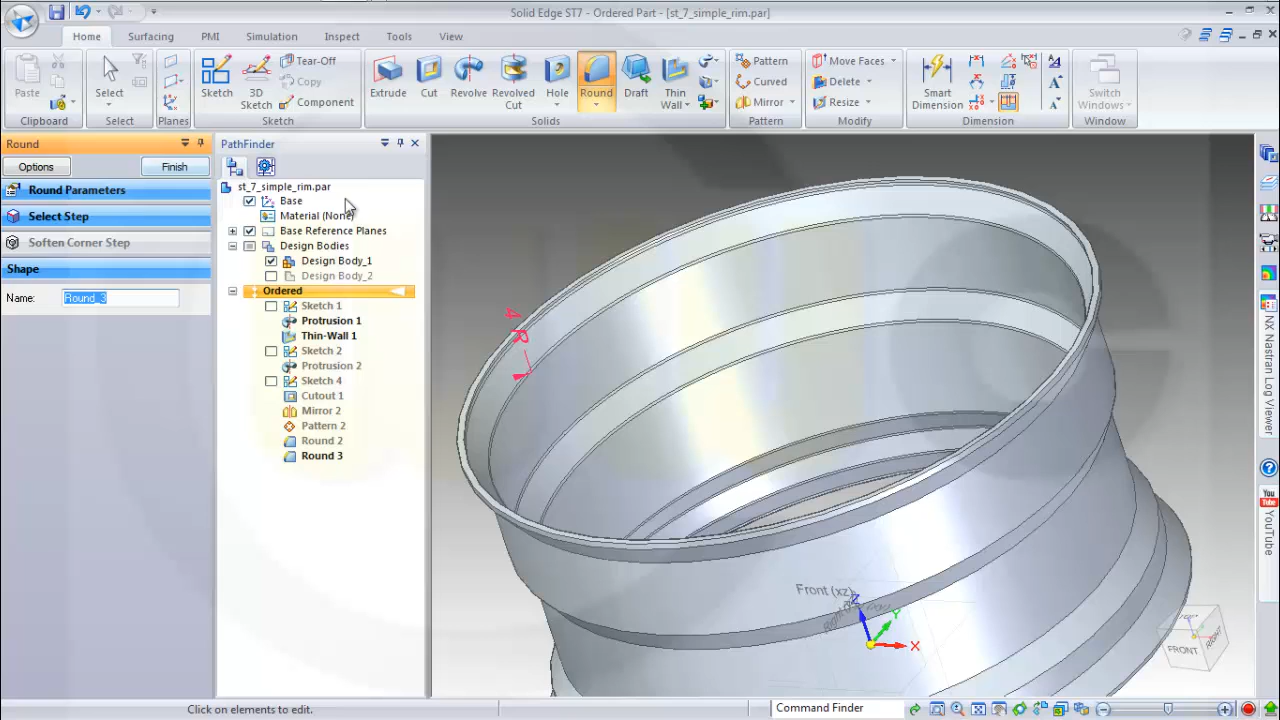 Solid Edge ST7 - Ordered Part - [st_7_simple_rim.par]
Home Surfacing PMI Simulation Inspect Tools View
Paste
Clipboard
Select
Select
Planes
Sketch
3D Sketch
Tear-Off
Copy
Component
Sketch
Extrude
Cut
Revolve
Revolved Cut
Hole
Round
Draft
Thin Wall
Solids
Pattern
Curved
Mirror
Pattern
Move Faces
Delete
Resize
Modify
Smart Dimension
Dimension
Switch Windows
Window
Round
Options Finish
Round Parameters
Select Step
Soften Corner Step
Shape
Name: Round_3
PathFinder
st_7_simple_rim.par
Base
Material (None)
Base Reference Planes
Design Bodies
Design Body_1
Design Body_2
Ordered
Sketch 1
Protrusion 1
Thin-Wall 1
Sketch 2
Protrusion 2
Sketch 4
Cutout 1
Mirror 2
Pattern 2
Round 2
Round 3
R 4
Front (xz)
Z
Y
X
FRONT
RIGHT
NX Nastran Log Viewer
YouTube
Click on elements to edit.
Command Finder